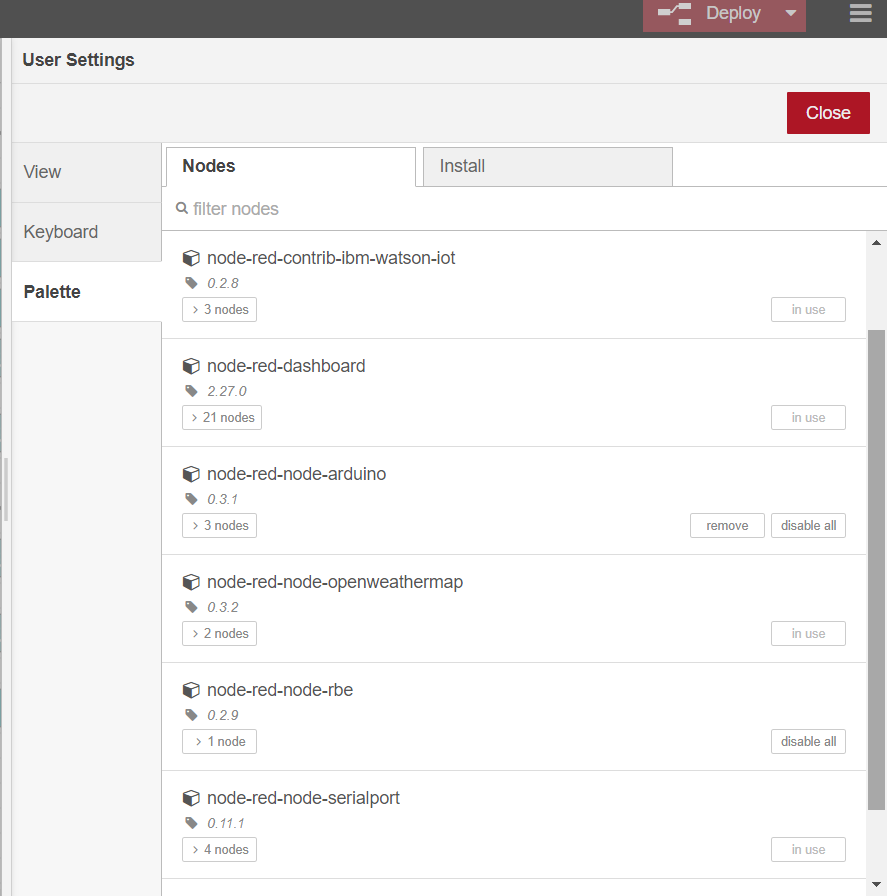 Deploy
User Settings
Close
View
Keyboard
Palette
Nodes
Install
filter nodes
node-red-contrib-ibm-watson-iot
0.2.8
3 nodes
in use
node-red-dashboard
2.27.0
21 nodes
in use
node-red-node-arduino
0.3.1
3 nodes
remove
disable all
node-red-node-openweathermap
0.3.2
2 nodes
in use
node-red-node-rbe
0.2.9
1 node
disable all
node-red-node-serialport
0.11.1
4 nodes
in use